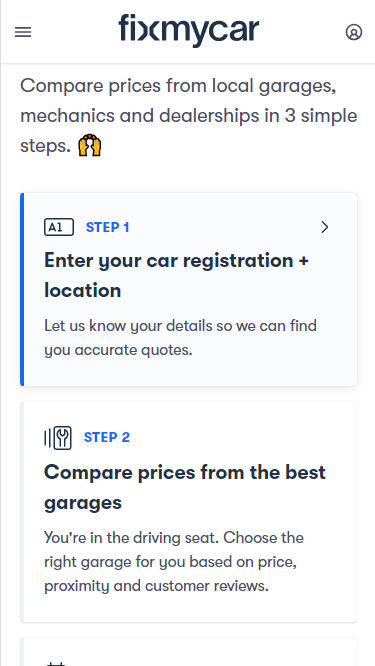 fixmycar
Compare prices from local garages,
mechanics and dealerships in 3 simple
steps. 🙌
A1 STEP 1
Enter your car registration +
location
Let us know your details so we can find
you accurate quotes.
STEP 2
Compare prices from the best
garages
You're in the driving seat. Choose the
right garage for you based on price,
proximity and customer reviews.